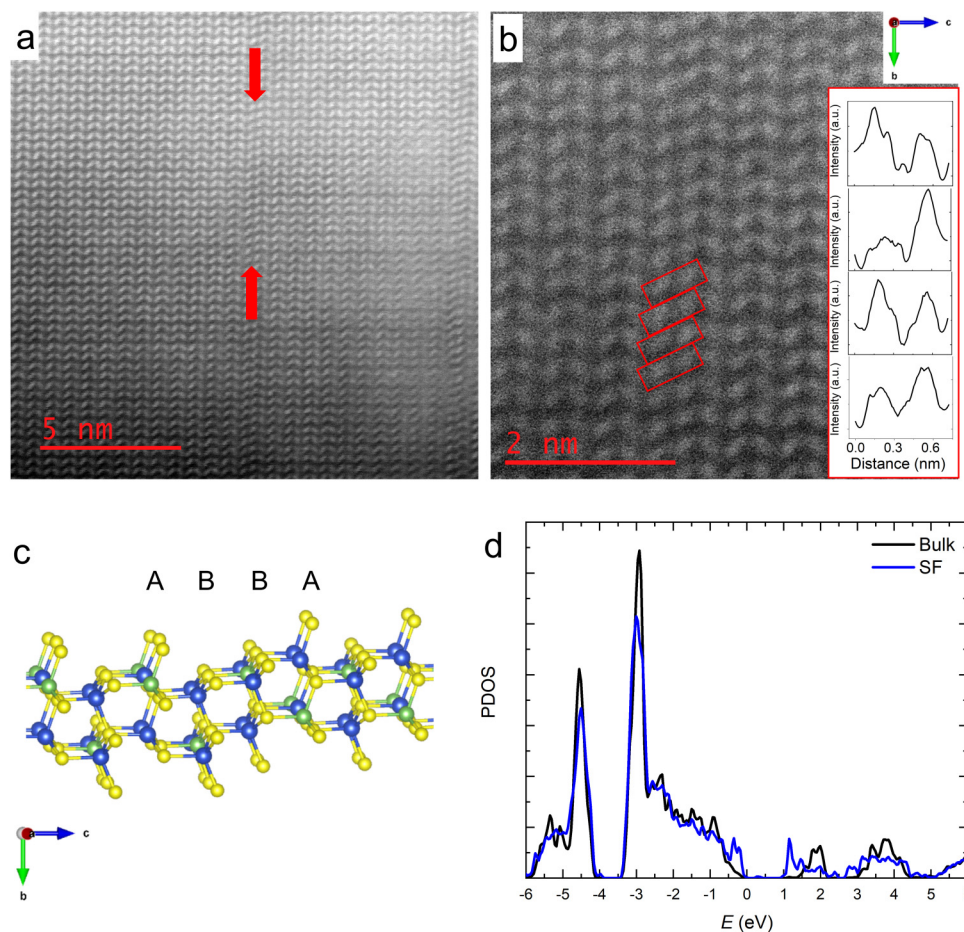 a
5 nm
b
c
b
2 nm
Intensity (a.u.)
Intensity (a.u.)
Intensity (a.u.)
Intensity (a.u.)
0.0 0.3 0.6
Distance (nm)
c
A B B A
a
c
b
d
Bulk
SF
PDOS
-6 -5 -4 -3 -2 -1 0 1 2 3 4 5
E (eV)